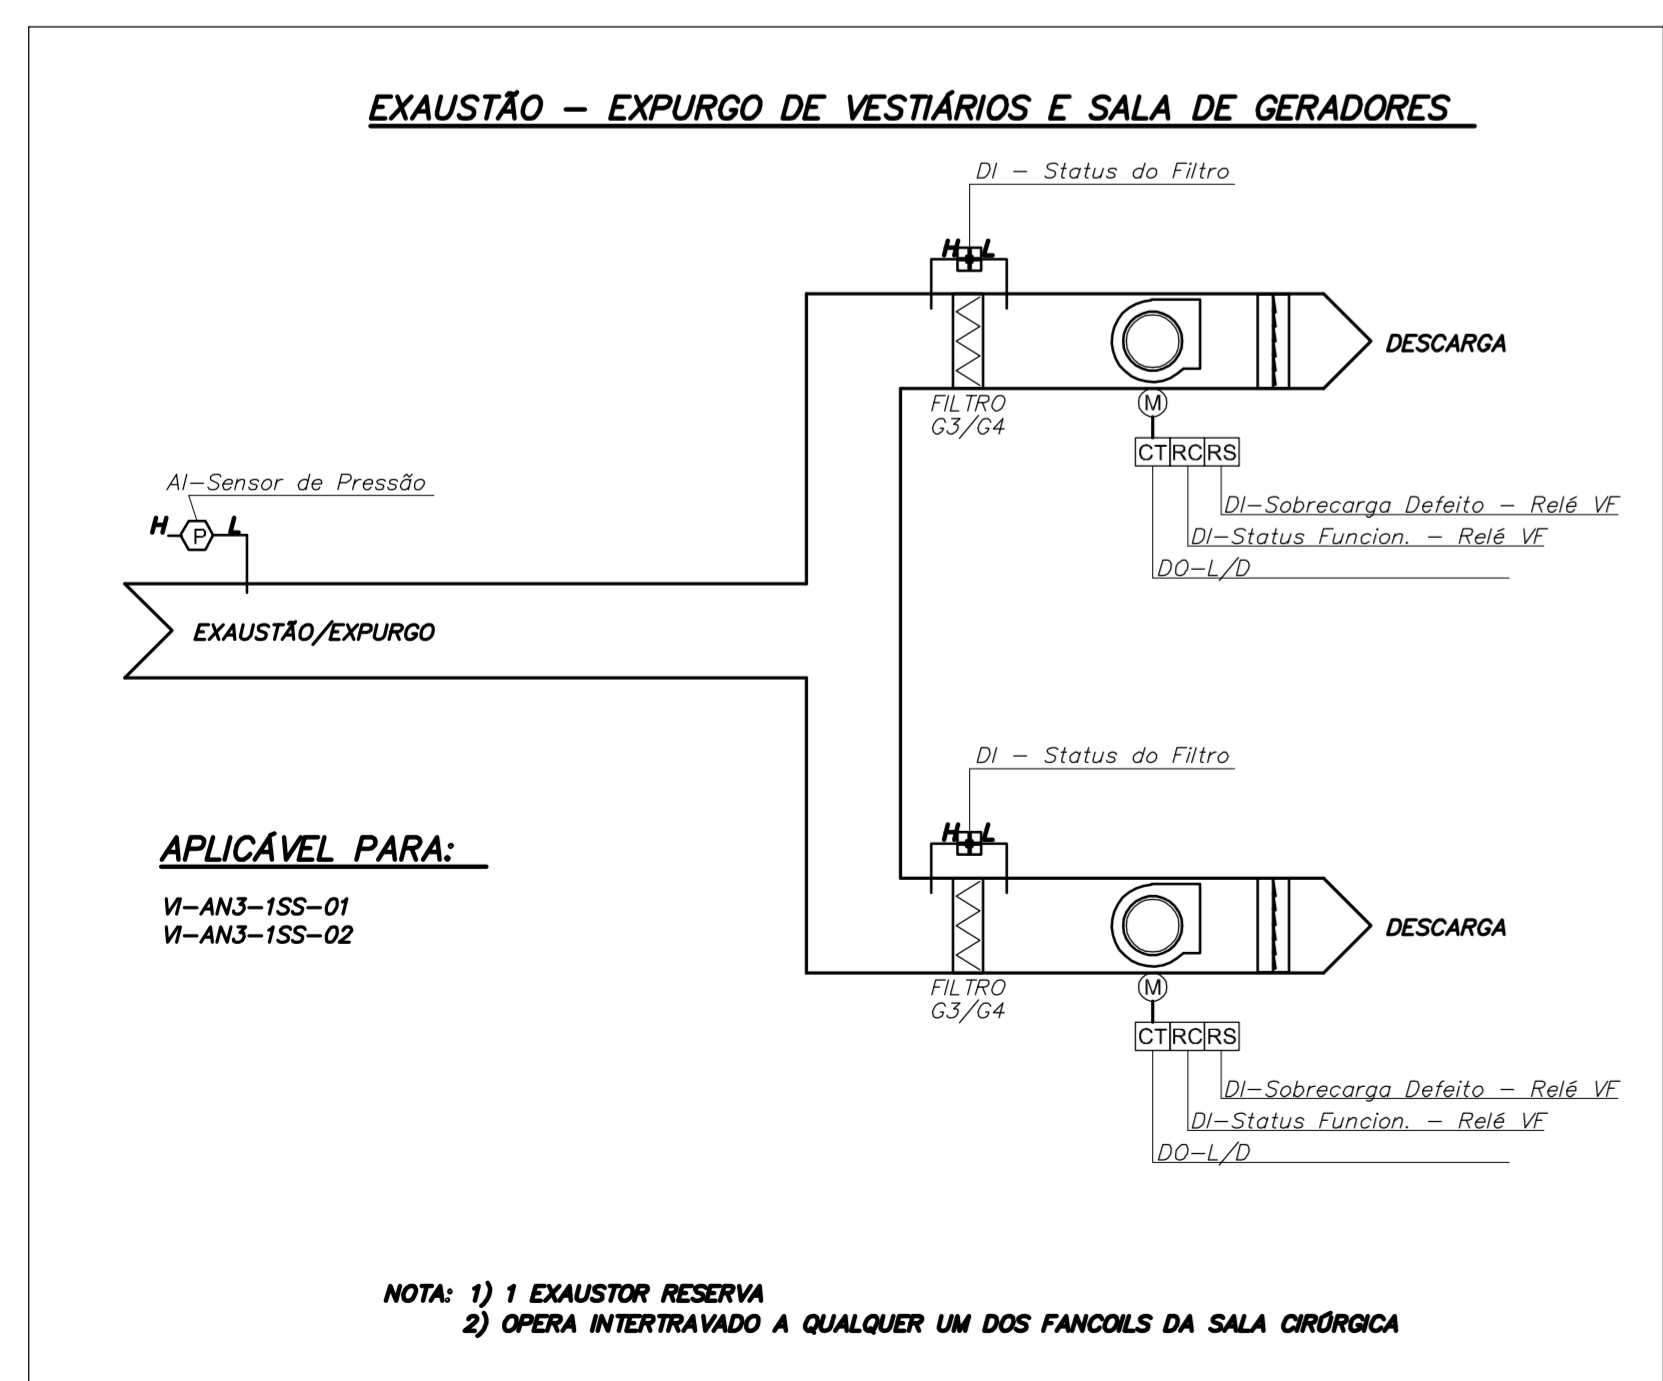 EXAUSTÃO – EXPURGO DE VESTIÁRIOS E SALA DE GERADORES
DI – Status do Filtro
H L
DESCARGA
FILTRO
G3/G4
M
CT RC RS
DI–Sobrecarga Defeito – Relé VF
DI–Status Funcion. – Relé VF
DO–L/D
AI–Sensor de Pressão
H P L
EXAUSTÃO/EXPURGO
DI – Status do Filtro
H L
APLICÁVEL PARA:
VI–AN3–1SS–01
VI–AN3–1SS–02
DESCARGA
FILTRO
G3/G4
M
CT RC RS
DI–Sobrecarga Defeito – Relé VF
DI–Status Funcion. – Relé VF
DO–L/D
NOTA: 1) 1 EXAUSTOR RESERVA
2) OPERA INTERTRAVADO A QUALQUER UM DOS FANCOILS DA SALA CIRÚRGICA